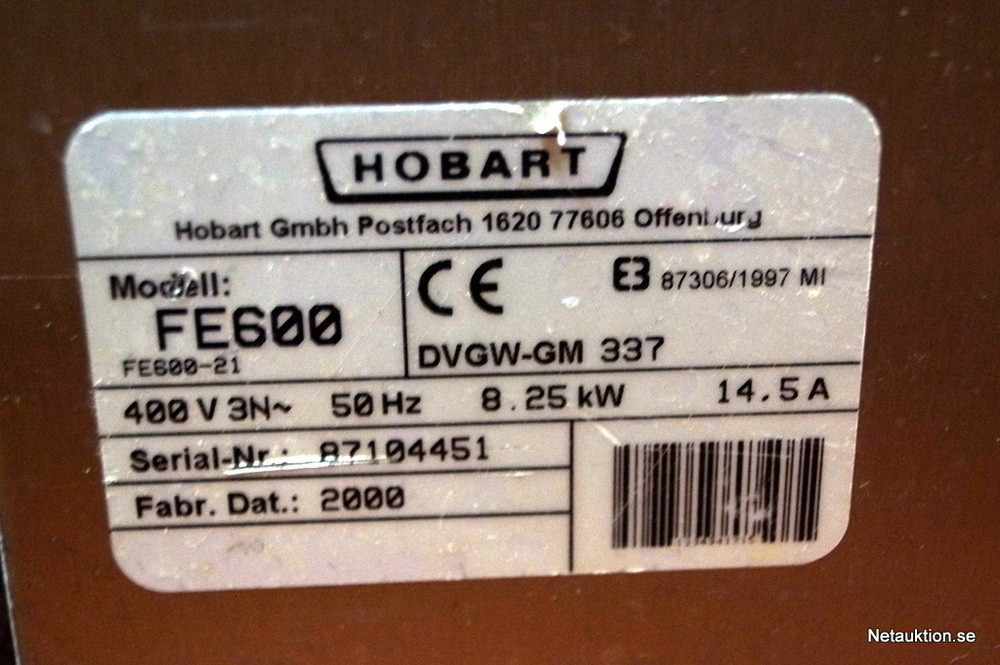 HOBART
Hobart Gmbh Postfach 1620 77606 Offenburg
Modell:
FE600
FE600-21
CE
E3 87306/1997 MI
DVGW-GM 337
400 V 3N~ 50 Hz 8.25 kW 14.5 A
Serial-Nr.: 87104451
Fabr. Dat.: 2000
Netauktion.se